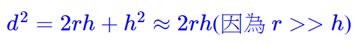 d² = 2rh + h² ≈ 2rh(因為 r >> h)